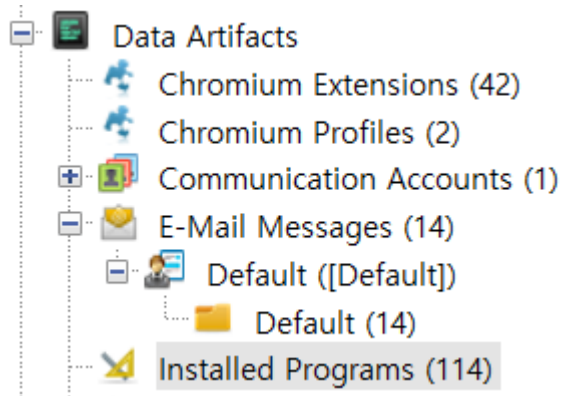 Data Artifacts
Chromium Extensions (42)
Chromium Profiles (2)
Communication Accounts (1)
E-Mail Messages (14)
Default ([Default])
Default (14)
Installed Programs (114)